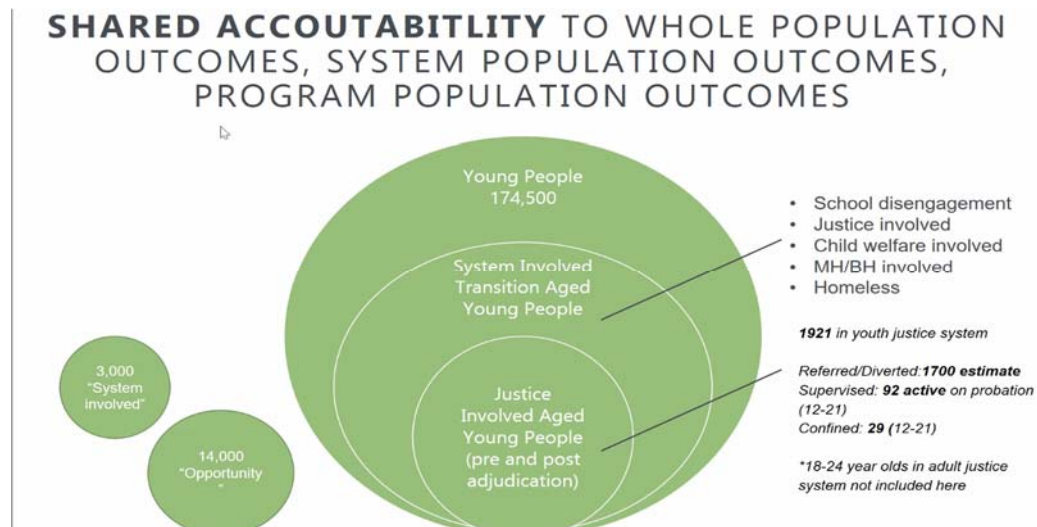 SHARED ACCOUTABITLITY TO WHOLE POPULATION
OUTCOMES, SYSTEM POPULATION OUTCOMES,
PROGRAM POPULATION OUTCOMES
Young People
174,500
System Involved
Transition Aged
Young People
Justice
Involved Aged
Young People
(pre and post
adjudication)
3,000
"System
involved"
14,000
"Opportunity
"
• School disengagement
• Justice involved
• Child welfare involved
• MH/BH involved
• Homeless
1921 in youth justice system
Referred/Diverted:1700 estimate
Supervised: 92 active on probation
(12-21)
Confined: 29 (12-21)
*18-24 year olds in adult justice
system not included here